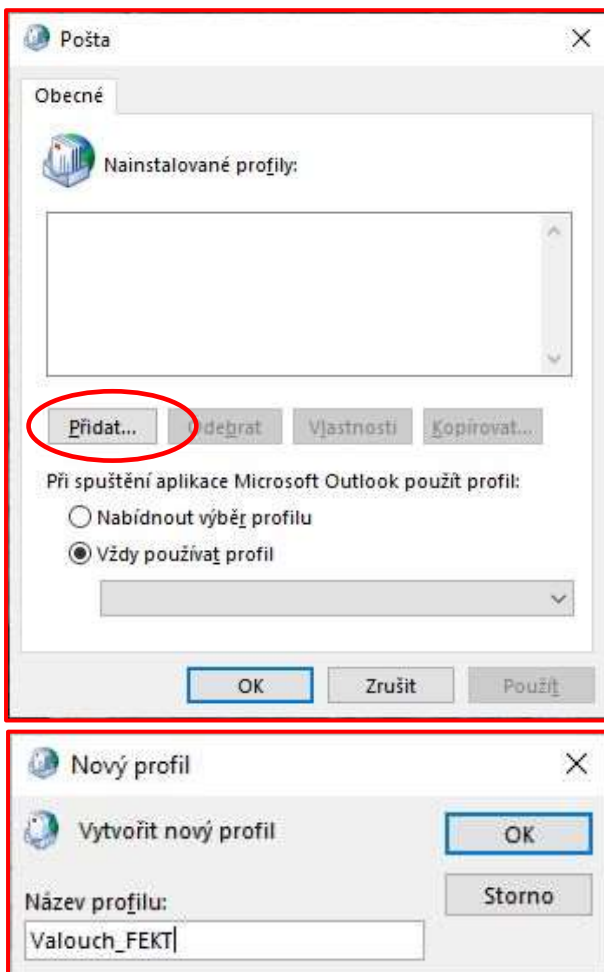 Pošta
Obecné
Nainstalované profily:
Přidat... Odebrat Vlastnosti Kopírovat...
Při spuštění aplikace Microsoft Outlook použít profil:
Nabídnout výběr profilu
Vždy používat profil
OK Zrušit Použít
Nový profil
Vytvořit nový profil OK
Storno
Název profilu:
Valouch_FEKT